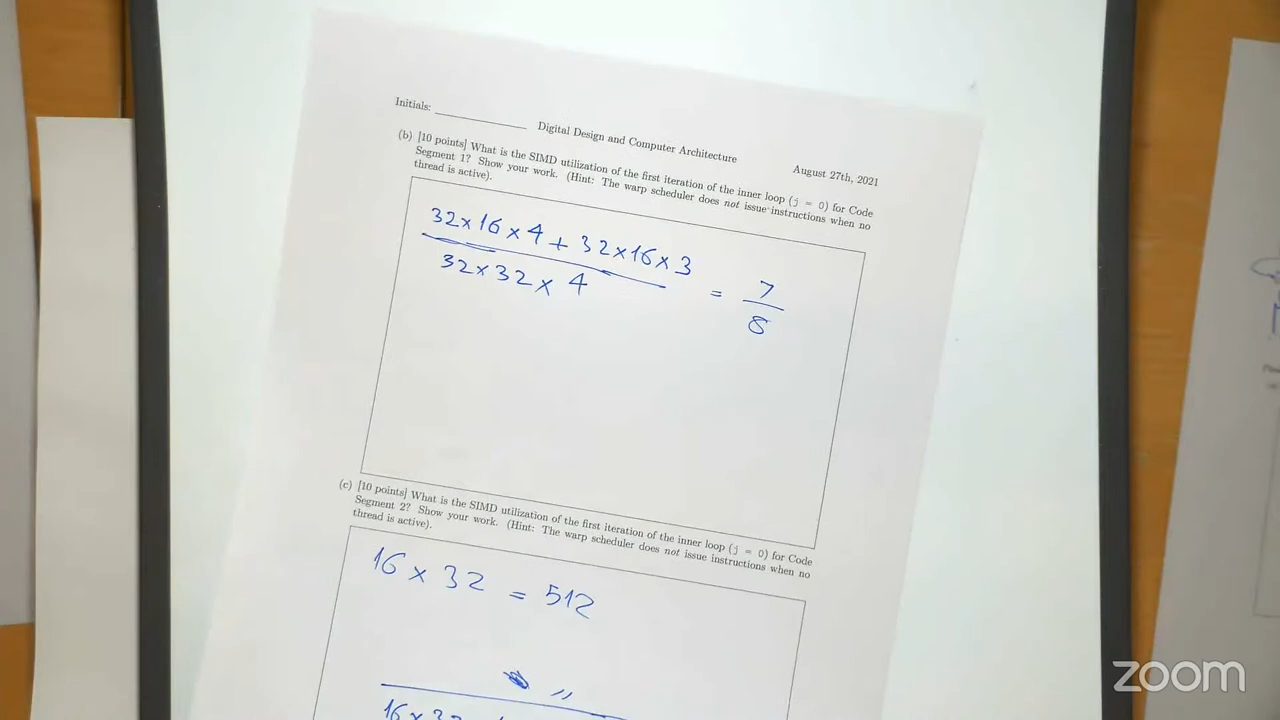 Initials:
Digital Design and Computer Architecture
August 27th, 2021
(b) [10 points] What is the SIMD utilization of the first iteration of the inner loop (j = 0) for Code
Segment 1? Show your work. (Hint: The warp scheduler does not issue instructions when no
thread is active).
32×16×4 + 32×16×3
32×32×4
= 7
8
(c) [10 points] What is the SIMD utilization of the first iteration of the inner loop (j = 0) for Code
Segment 2? Show your work. (Hint: The warp scheduler does not issue instructions when no
thread is active).
16 × 32 = 512
〃
16 × 32
zoom